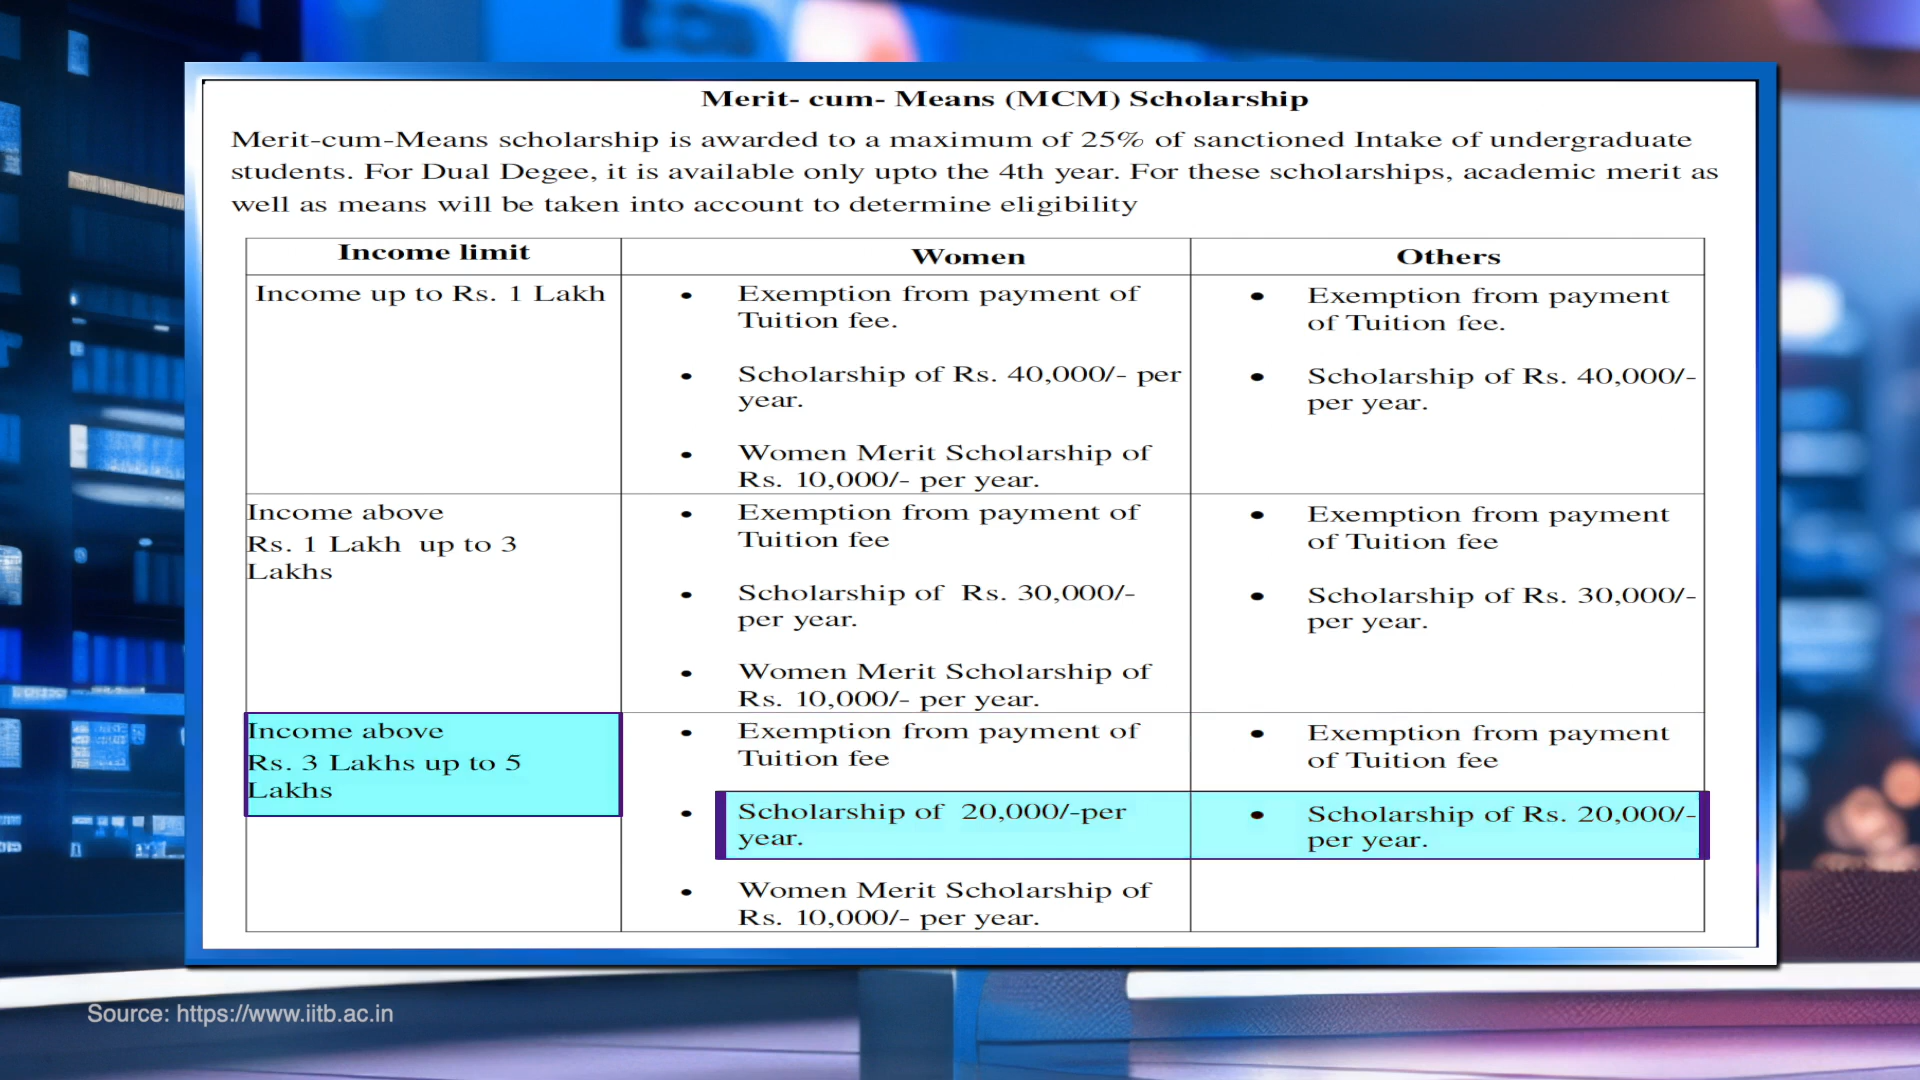 Merit- cum- Means (MCM) Scholarship
Merit-cum-Means scholarship is awarded to a maximum of 25% of sanctioned Intake of undergraduate
students. For Dual Degee, it is available only upto the 4th year. For these scholarships, academic merit as
well as means will be taken into account to determine eligibility
Income limit
Women
Others
Income up to Rs. 1 Lakh
• Exemption from payment of
Tuition fee.
• Scholarship of Rs. 40,000/- per
year.
• Women Merit Scholarship of
Rs. 10,000/- per year.
• Exemption from payment
of Tuition fee.
• Scholarship of Rs. 40,000/-
per year.
Income above
Rs. 1 Lakh up to 3
Lakhs
• Exemption from payment of
Tuition fee
• Scholarship of Rs. 30,000/-
per year.
• Women Merit Scholarship of
Rs. 10,000/- per year.
• Exemption from payment
of Tuition fee
• Scholarship of Rs. 30,000/-
per year.
Income above
Rs. 3 Lakhs up to 5
Lakhs
• Exemption from payment of
Tuition fee
• Scholarship of 20,000/-per
year.
• Women Merit Scholarship of
Rs. 10,000/- per year.
• Exemption from payment
of Tuition fee
• Scholarship of Rs. 20,000/-
per year.
Source: https://www.iitb.ac.in